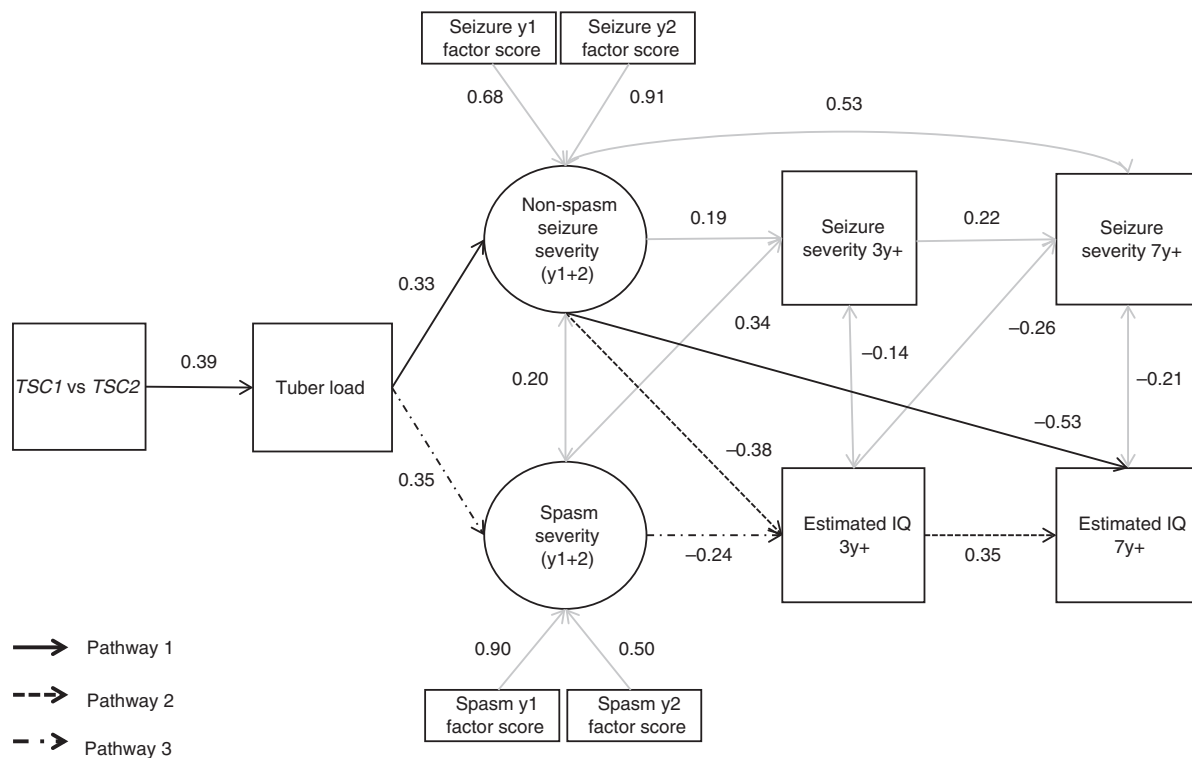 Seizure y1
factor score
Seizure y2
factor score
0.68
0.91
0.53
Non-spasm
seizure
severity
(y1+2)
0.19
Seizure
severity 3y+
0.22
Seizure
severity 7y+
0.33
0.34
–0.26
–0.14
0.20
–0.21
TSC1 vs TSC2
0.39
Tuber load
–0.53
–0.38
0.35
Spasm
severity
(y1+2)
–0.24
Estimated IQ
3y+
0.35
Estimated IQ
7y+
0.90
0.50
Spasm y1
factor score
Spasm y2
factor score
Pathway 1
Pathway 2
Pathway 3